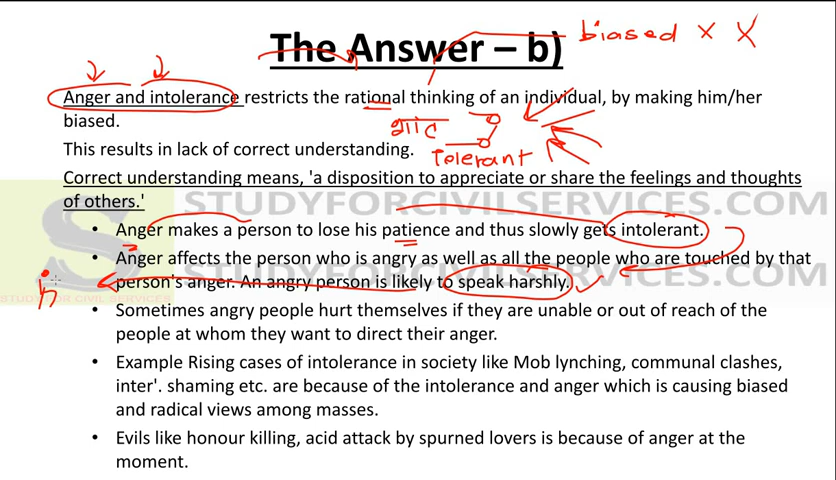 The Answer – b)
biased × ×
Anger and intolerance restricts the rational thinking of an individual, by making him/her
biased.
This results in lack of correct understanding.
Tolerant
Correct understanding means, 'a disposition to appreciate or share the feelings and thoughts
of others.'
STUDYFORCIVILSERVICES.COM
• Anger makes a person to lose his patience and thus slowly gets intolerant.
• Anger affects the person who is angry as well as all the people who are touched by that
person's anger. An angry person is likely to speak harshly.
STUDYFORCIVILSERVICES.COM
STUDY FOR CIVIL SERVICES
• Sometimes angry people hurt themselves if they are unable or out of reach of the
people at whom they want to direct their anger.
• Example Rising cases of intolerance in society like Mob lynching, communal clashes,
inter'. shaming etc. are because of the intolerance and anger which is causing biased
and radical views among masses.
• Evils like honour killing, acid attack by spurned lovers is because of anger at the
moment.